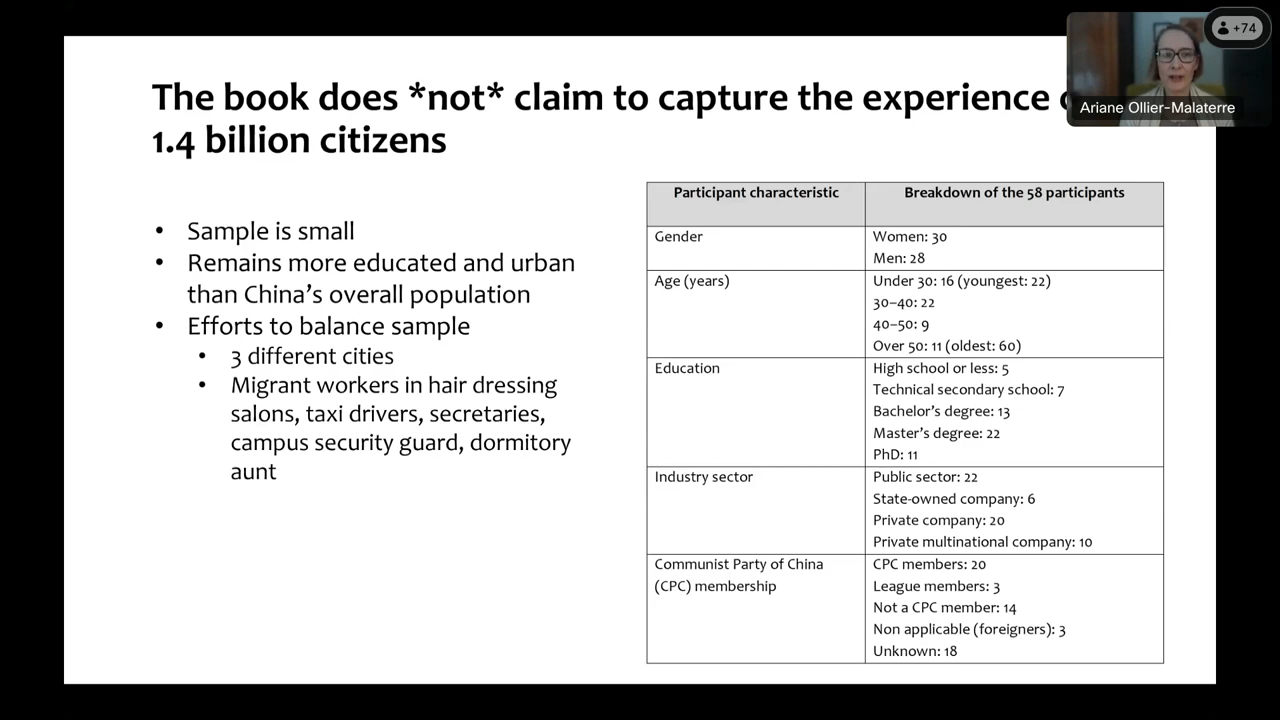 The book does *not* claim to capture the experience
1.4 billion citizens
• Sample is small
• Remains more educated and urban
than China's overall population
• Efforts to balance sample
• 3 different cities
• Migrant workers in hair dressing
salons, taxi drivers, secretaries,
campus security guard, dormitory
aunt
Participant characteristic
Breakdown of the 58 participants
Gender
Women: 30
Men: 28
Age (years)
Under 30: 16 (youngest: 22)
30–40: 22
40–50: 9
Over 50: 11 (oldest: 60)
Education
High school or less: 5
Technical secondary school: 7
Bachelor's degree: 13
Master's degree: 22
PhD: 11
Industry sector
Public sector: 22
State-owned company: 6
Private company: 20
Private multinational company: 10
Communist Party of China
(CPC) membership
CPC members: 20
League members: 3
Not a CPC member: 14
Non applicable (foreigners): 3
Unknown: 18
+74
Ariane Ollier-Malaterre